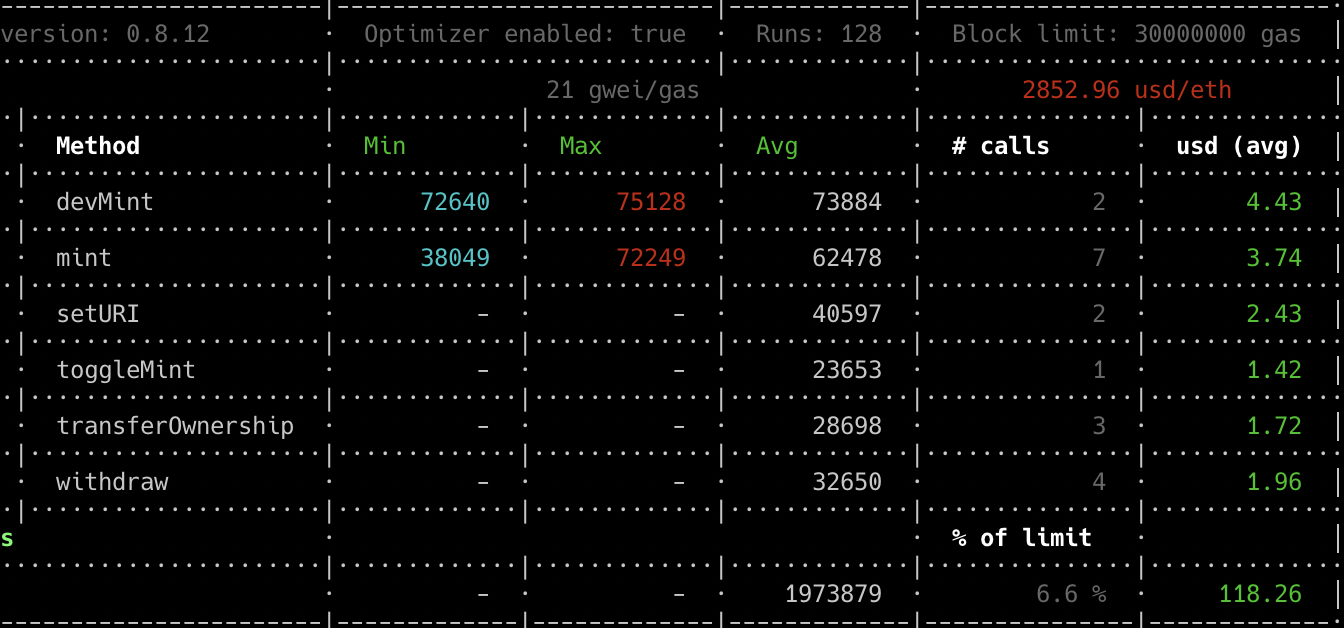 version: 0.8.12 · Optimizer enabled: true · Runs: 128 · Block limit: 30000000 gas
21 gwei/gas · 2852.96 usd/eth
Method · Min · Max · Avg · # calls · usd (avg)
devMint · 72640 · 75128 · 73884 · 2 · 4.43
mint · 38049 · 72249 · 62478 · 7 · 3.74
setURI · - · - · 40597 · 2 · 2.43
toggleMint · - · - · 23653 · 1 · 1.42
transferOwnership · - · - · 28698 · 3 · 1.72
withdraw · - · - · 32650 · 4 · 1.96
s · % of limit ·
· - · - · 1973879 · 6.6 % · 118.26